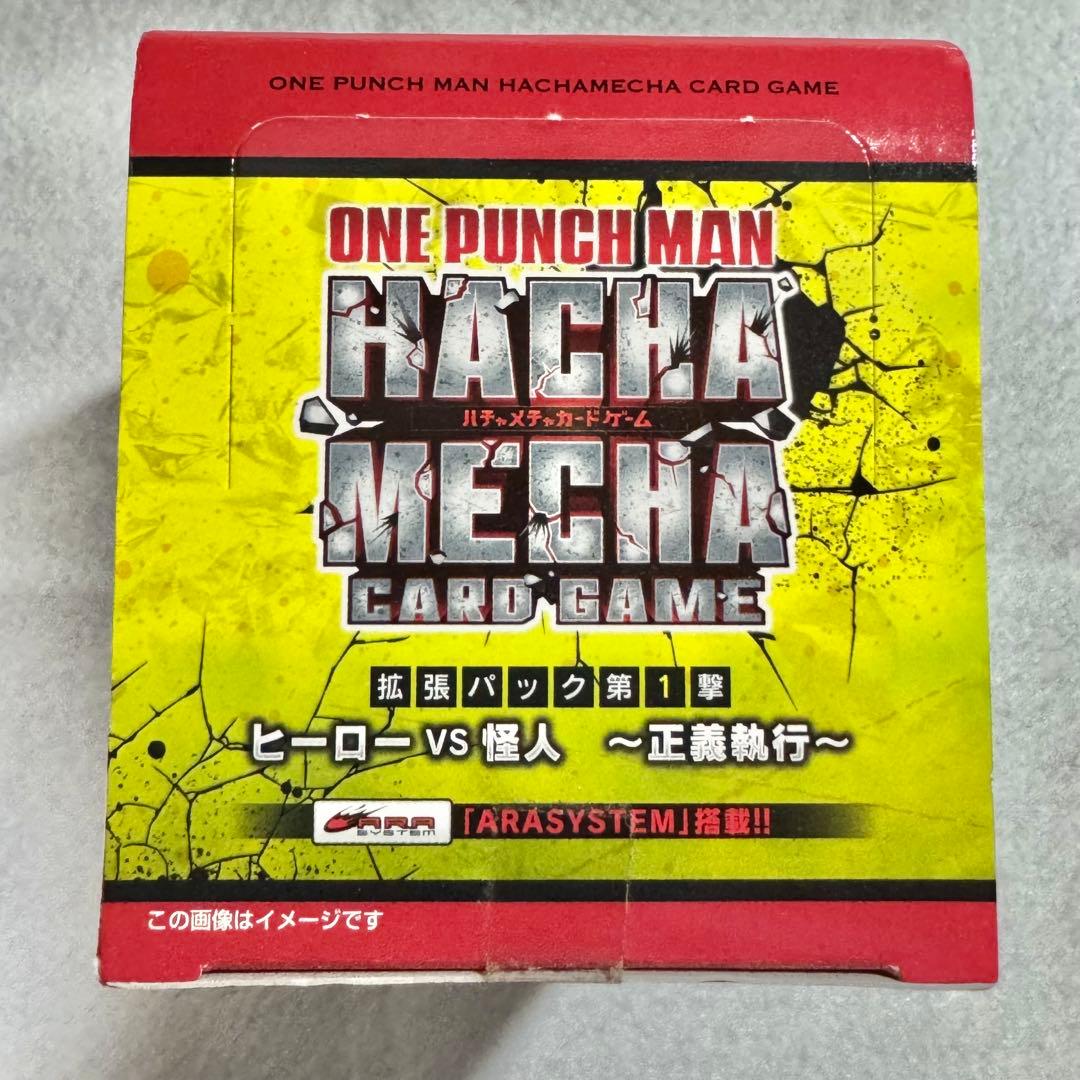 ONE PUNCH MAN HACHAMECHA CARD GAME
ONE PUNCH MAN
HACHA
ハチャメチャカードゲーム
MECHA
CARD GAME
拡張パック第1撃
ヒーローVS怪人 ～正義執行～
ARA SYSTEM 「ARASYSTEM」搭載!!
この画像はイメージです